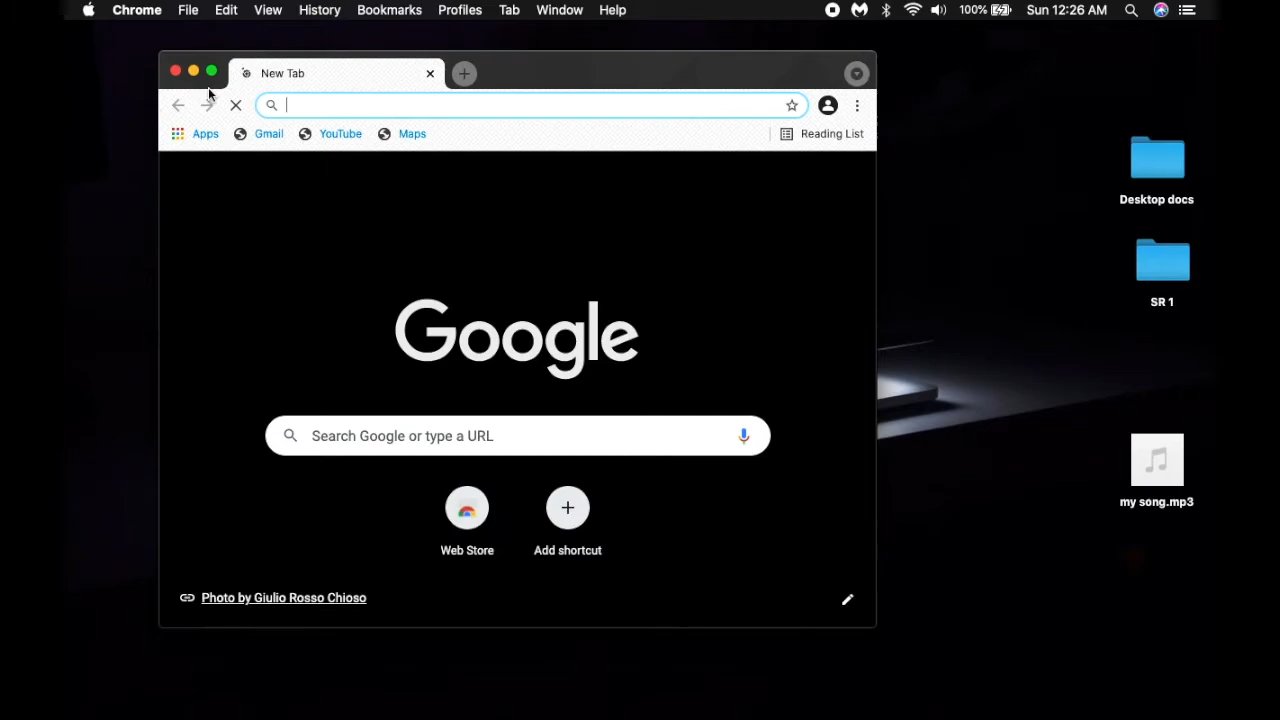 Chrome File Edit View History Bookmarks Profiles Tab Window Help 100% Sun 12:26 AM
New Tab
Apps Gmail YouTube Maps Reading List
Desktop docs
SR 1
Google
Search Google or type a URL
my song.mp3
Web Store Add shortcut
Photo by Giulio Rosso Chioso